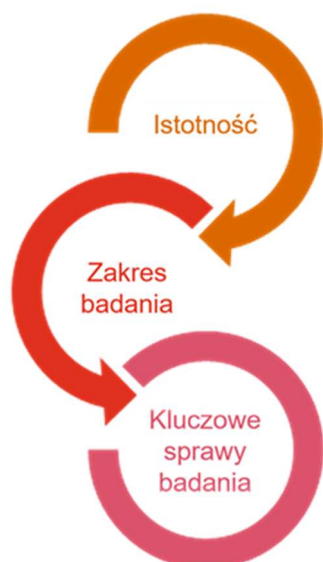 Istotność
Zakres
badania
Kluczowe
sprawy
badania